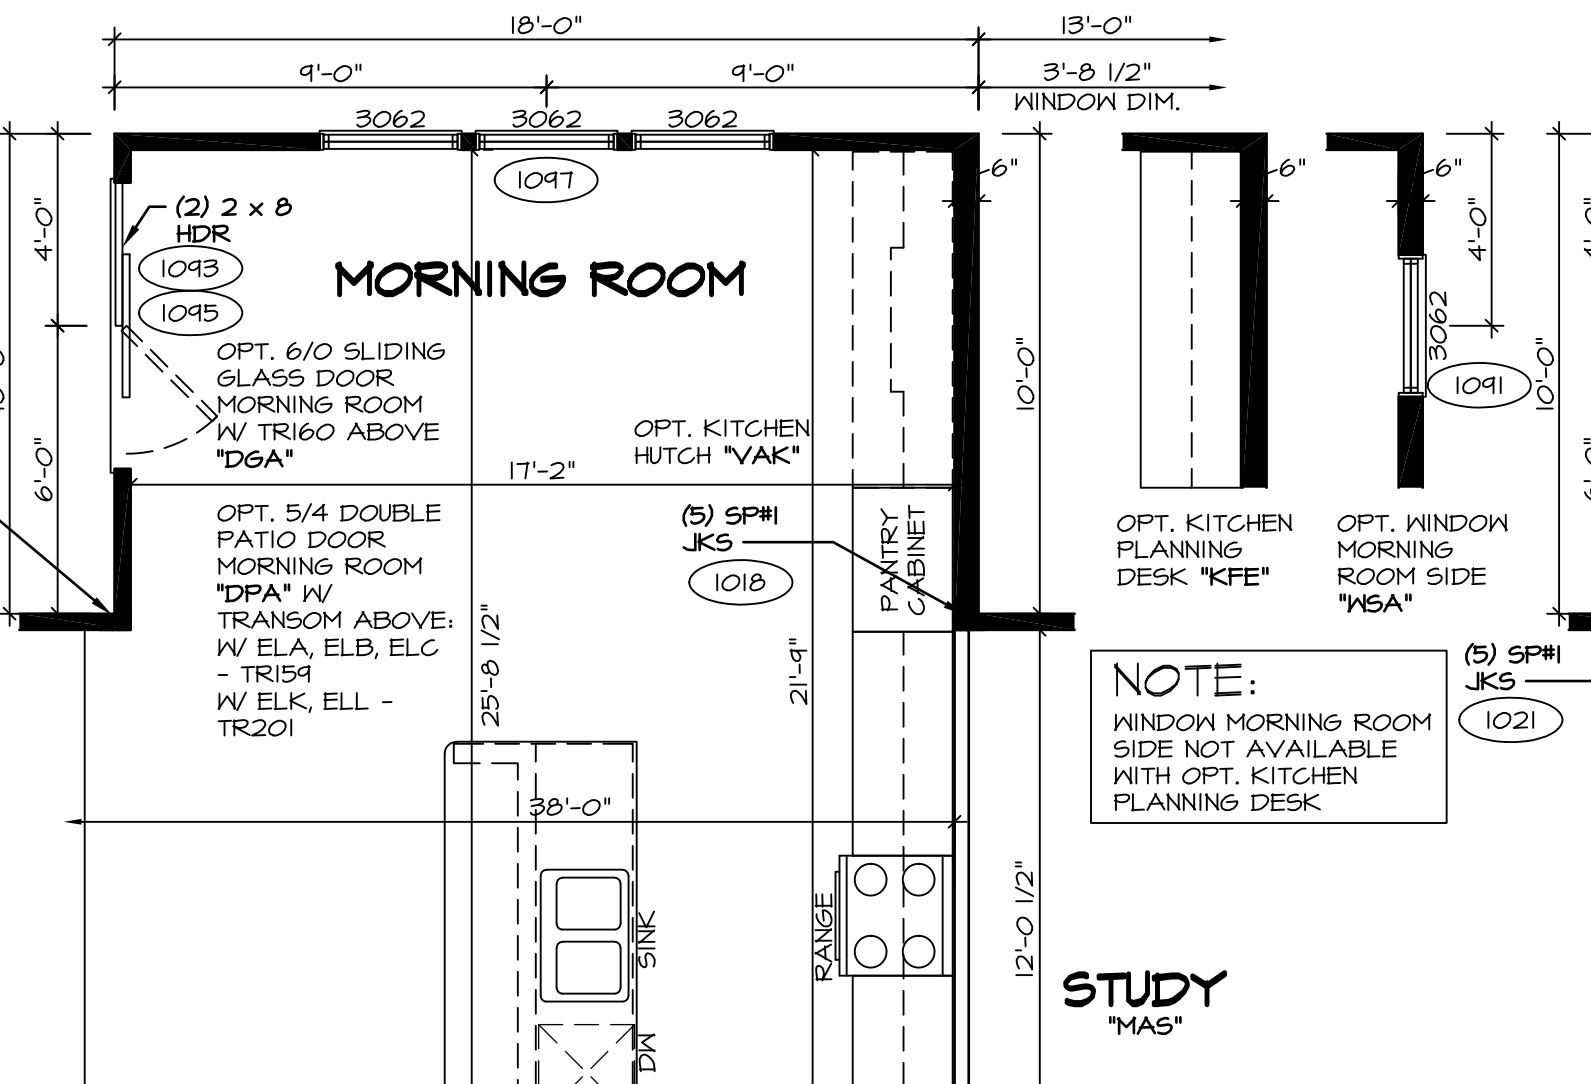 18'-0"
13'-0"
9'-0"
9'-0"
3'-8 1/2"
WINDOW DIM.
3062
3062
3062
1097
6"
6"
6"
(2) 2 x 8
HDR
1093
1095
4'-0"
6'-0"
MORNING ROOM
OPT. 6/0 SLIDING
GLASS DOOR
MORNING ROOM
W/ TR160 ABOVE
"DGA"
OPT. KITCHEN
HUTCH "VAK"
17'-2"
10'-0"
4'-0"
3062
1091
10'-0"
OPT. 5/4 DOUBLE
PATIO DOOR
MORNING ROOM
"DPA" W/
TRANSOM ABOVE:
W/ ELA, ELB, ELC
- TR159
W/ ELK, ELL -
TR201
(5) SP#1
JKS
1018
PANTRY
CABINET
OPT. KITCHEN
PLANNING
DESK "KFE"
OPT. WINDOW
MORNING
ROOM SIDE
"WSA"
25'-8 1/2"
21'-9"
NOTE:
WINDOW MORNING ROOM
SIDE NOT AVAILABLE
WITH OPT. KITCHEN
PLANNING DESK
(5) SP#1
JKS
1021
38'-0"
SINK
RANGE
12'-0 1/2"
DW
STUDY
"MAS"